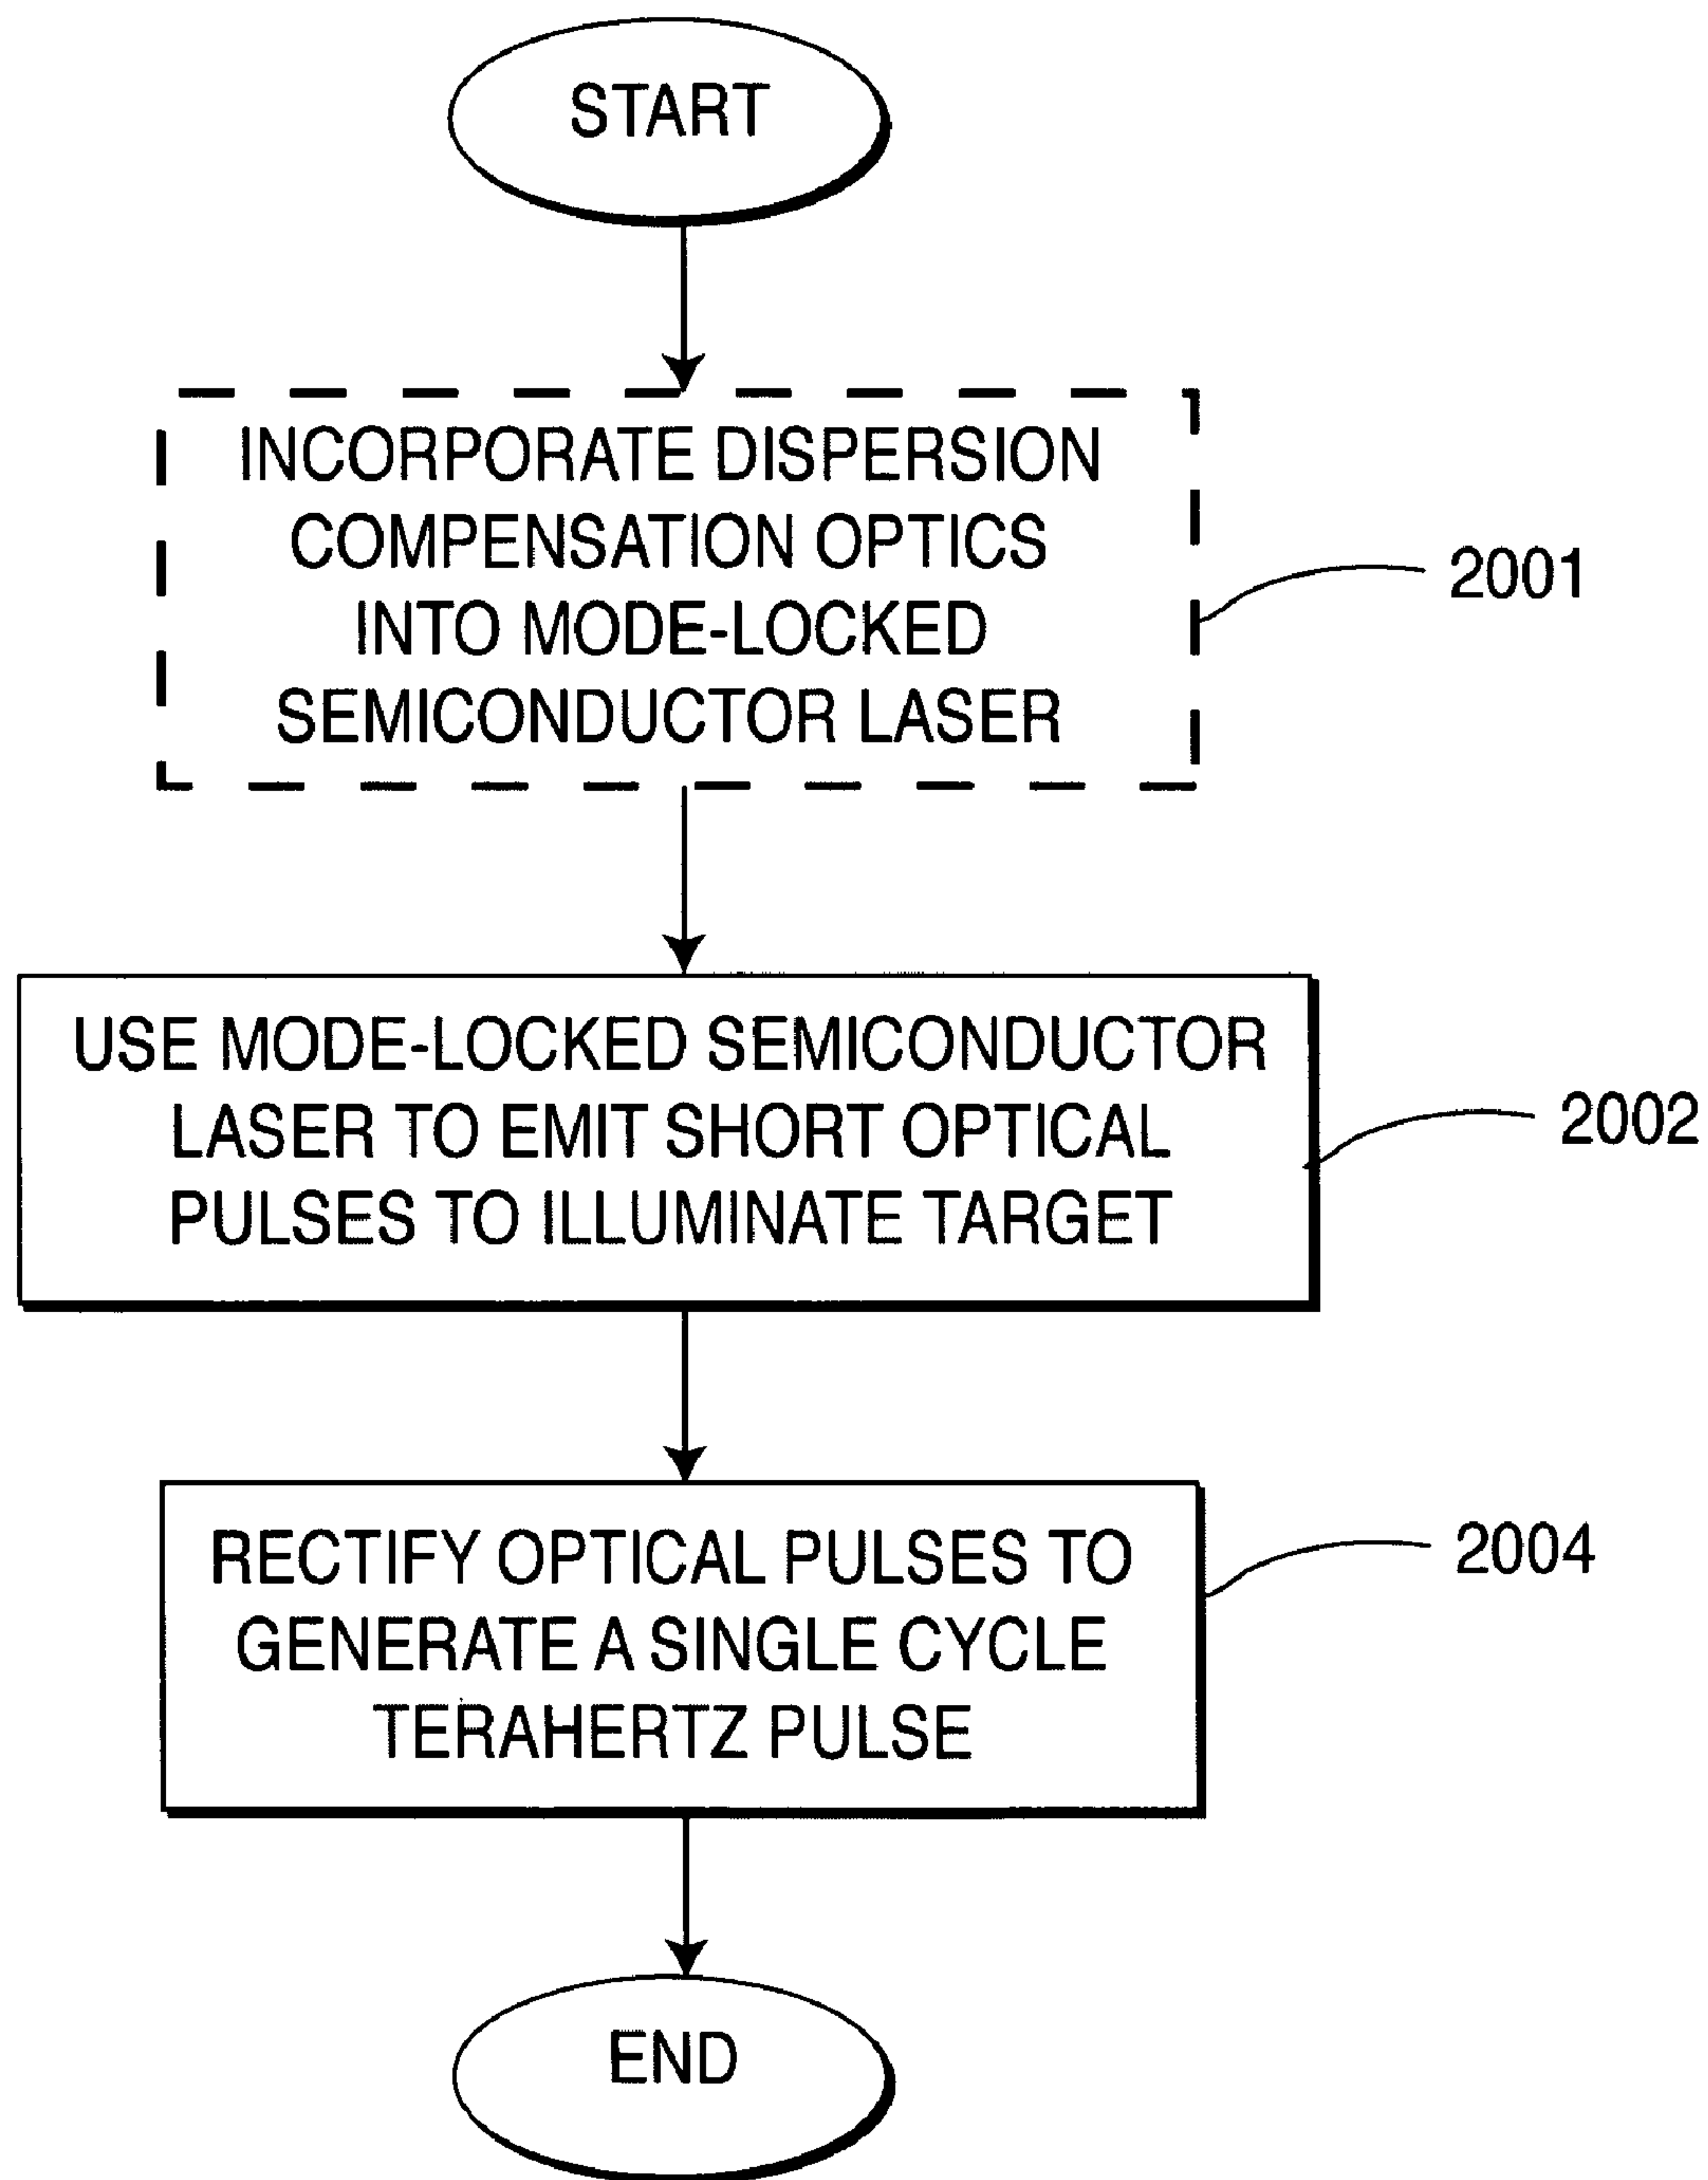 START
INCORPORATE DISPERSION
COMPENSATION OPTICS
INTO MODE-LOCKED
SEMICONDUCTOR LASER
2001
USE MODE-LOCKED SEMICONDUCTOR
LASER TO EMIT SHORT OPTICAL
PULSES TO ILLUMINATE TARGET
2002
RECTIFY OPTICAL PULSES TO
GENERATE A SINGLE CYCLE
TERAHERTZ PULSE
2004
END